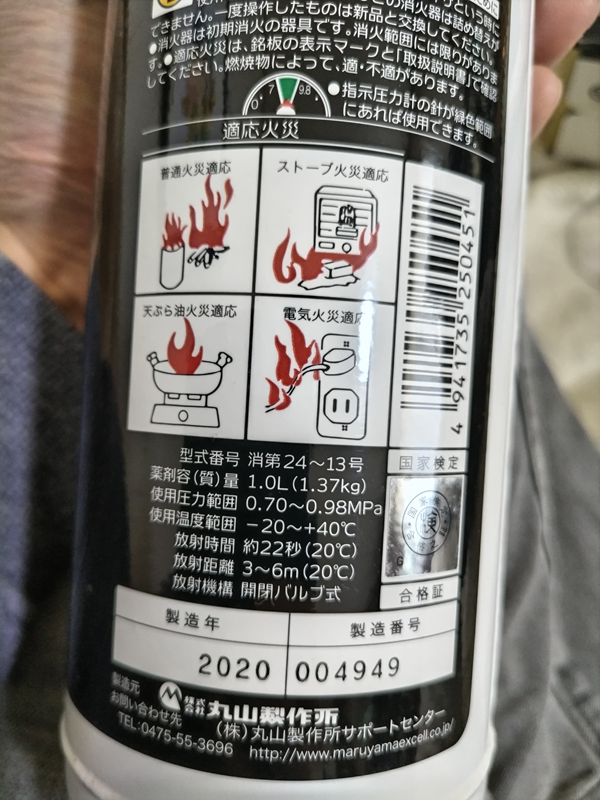 できません。一度操作したものは新品と交換してください。
●消火器は初期消火の器具です。消火範囲には限りがありま
す。●適応火災は、銘板の表示マークと「取扱説明書」で確認
してください。燃焼物によって、適・不適があります。
0 7 9.8
●指示圧力計の針が緑色範囲
にあれば使用できます。
適応火災
普通火災適応
ストーブ火災適応
天ぷら油火災適応
電気火災適応
4 941735 250451
型式番号 消第24～13号
薬剤容(質)量 1.0L(1.37kg)
使用圧力範囲 0.70～0.98MPa
使用温度範囲 －20～+40℃
放射時間 約22秒(20℃)
放射距離 3～6m(20℃)
放射機構 開閉バルブ式
国家検定
検
合格証
製造年
製造番号
2020
004949
製造元
株式会社 丸山製作所
お問い合わせ先
(株)丸山製作所サポートセンター
TEL・0475-55-3696
http://www.maruyamaexcell.co.jp/